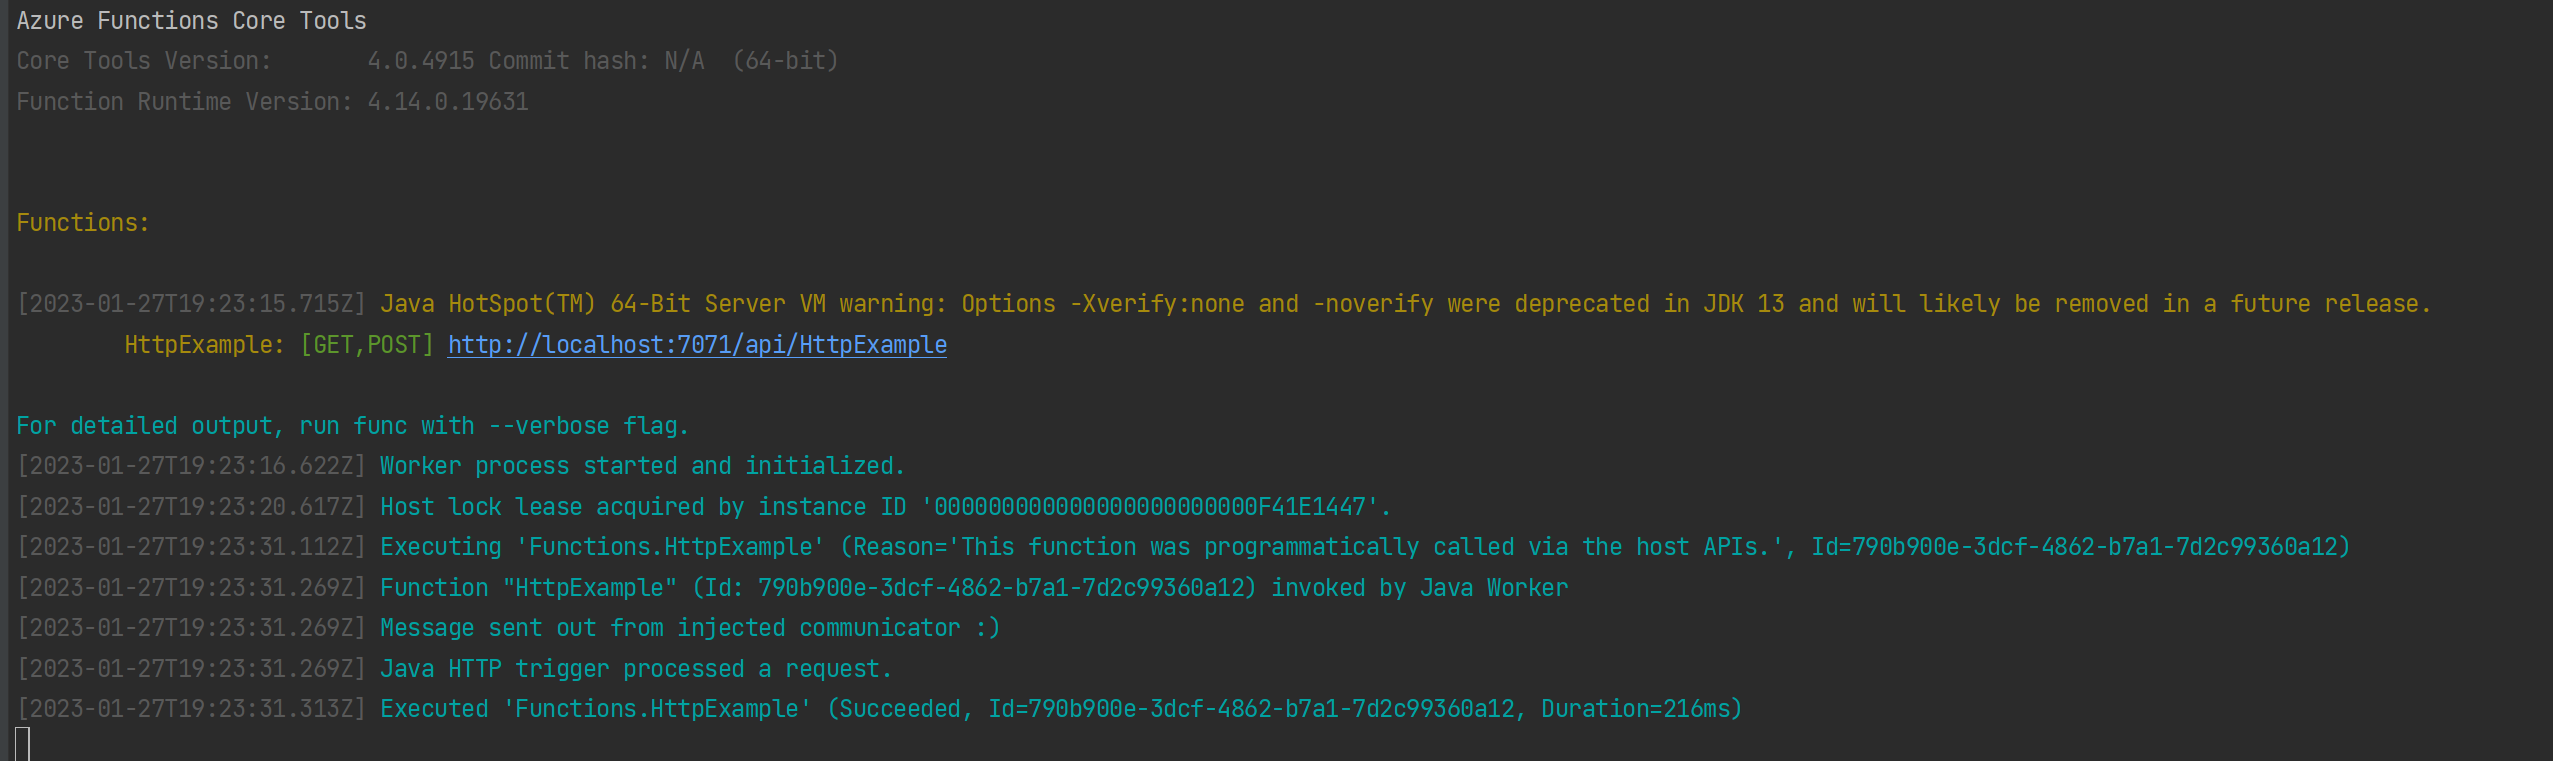 Azure Functions Core Tools
Core Tools Version:       4.0.4915 Commit hash: N/A  (64-bit)
Function Runtime Version: 4.14.0.19631
Functions:
[2023-01-27T19:23:15.715Z] Java HotSpot(TM) 64-Bit Server VM warning: Options -Xverify:none and -noverify were deprecated in JDK 13 and will likely be removed in a future release.
        HttpExample: [GET,POST] http://localhost:7071/api/HttpExample
For detailed output, run func with --verbose flag.
[2023-01-27T19:23:16.622Z] Worker process started and initialized.
[2023-01-27T19:23:20.617Z] Host lock lease acquired by instance ID '000000000000000000000000F41E1447'.
[2023-01-27T19:23:31.112Z] Executing 'Functions.HttpExample' (Reason='This function was programmatically called via the host APIs.', Id=790b900e-3dcf-4862-b7a1-7d2c99360a12)
[2023-01-27T19:23:31.269Z] Function "HttpExample" (Id: 790b900e-3dcf-4862-b7a1-7d2c99360a12) invoked by Java Worker
[2023-01-27T19:23:31.269Z] Message sent out from injected communicator :)
[2023-01-27T19:23:31.269Z] Java HTTP trigger processed a request.
[2023-01-27T19:23:31.313Z] Executed 'Functions.HttpExample' (Succeeded, Id=790b900e-3dcf-4862-b7a1-7d2c99360a12, Duration=216ms)